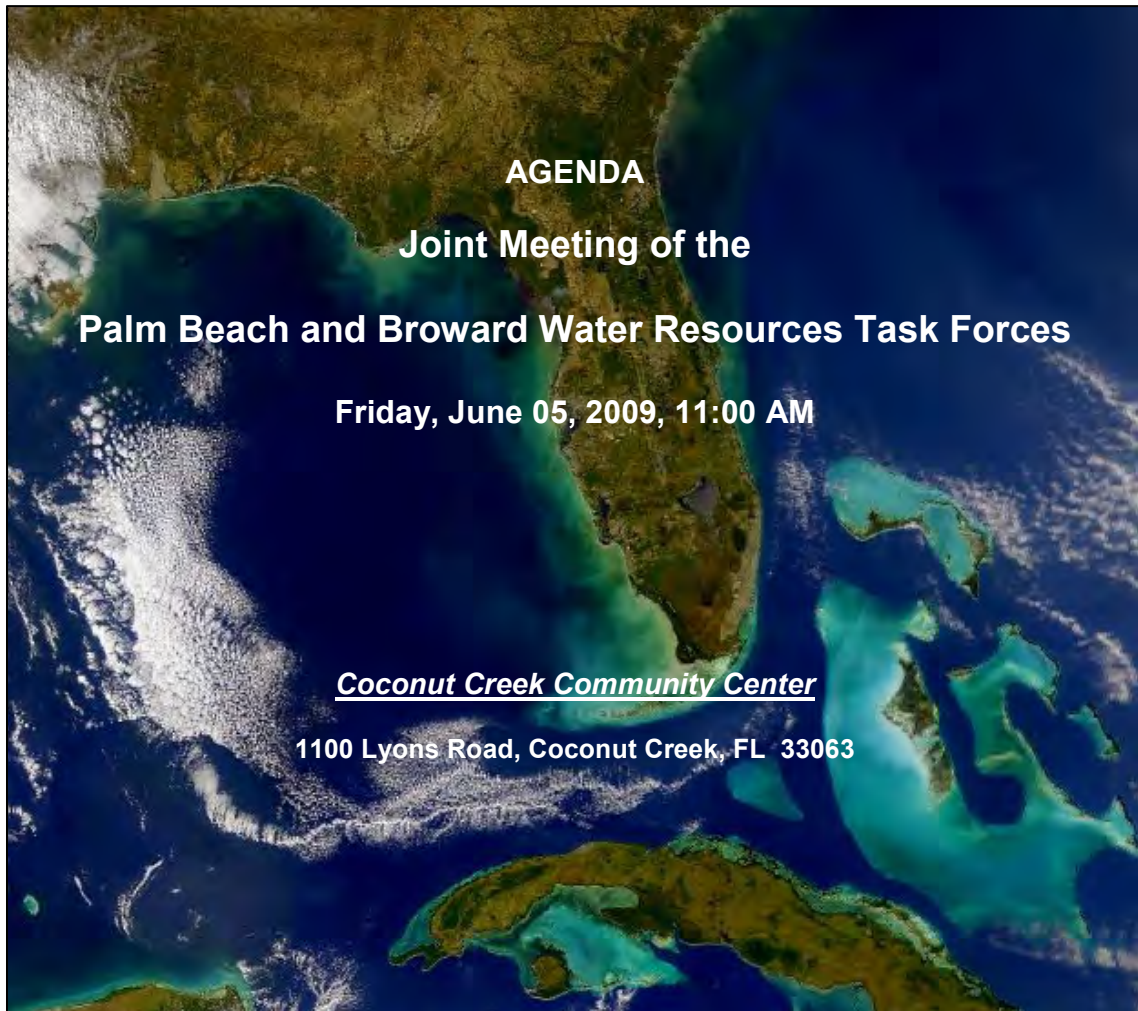 AGENDA
Joint Meeting of the
Palm Beach and Broward Water Resources Task Forces
Friday, June 05, 2009, 11:00 AM
Coconut Creek Community Center
1100 Lyons Road, Coconut Creek, FL  33063